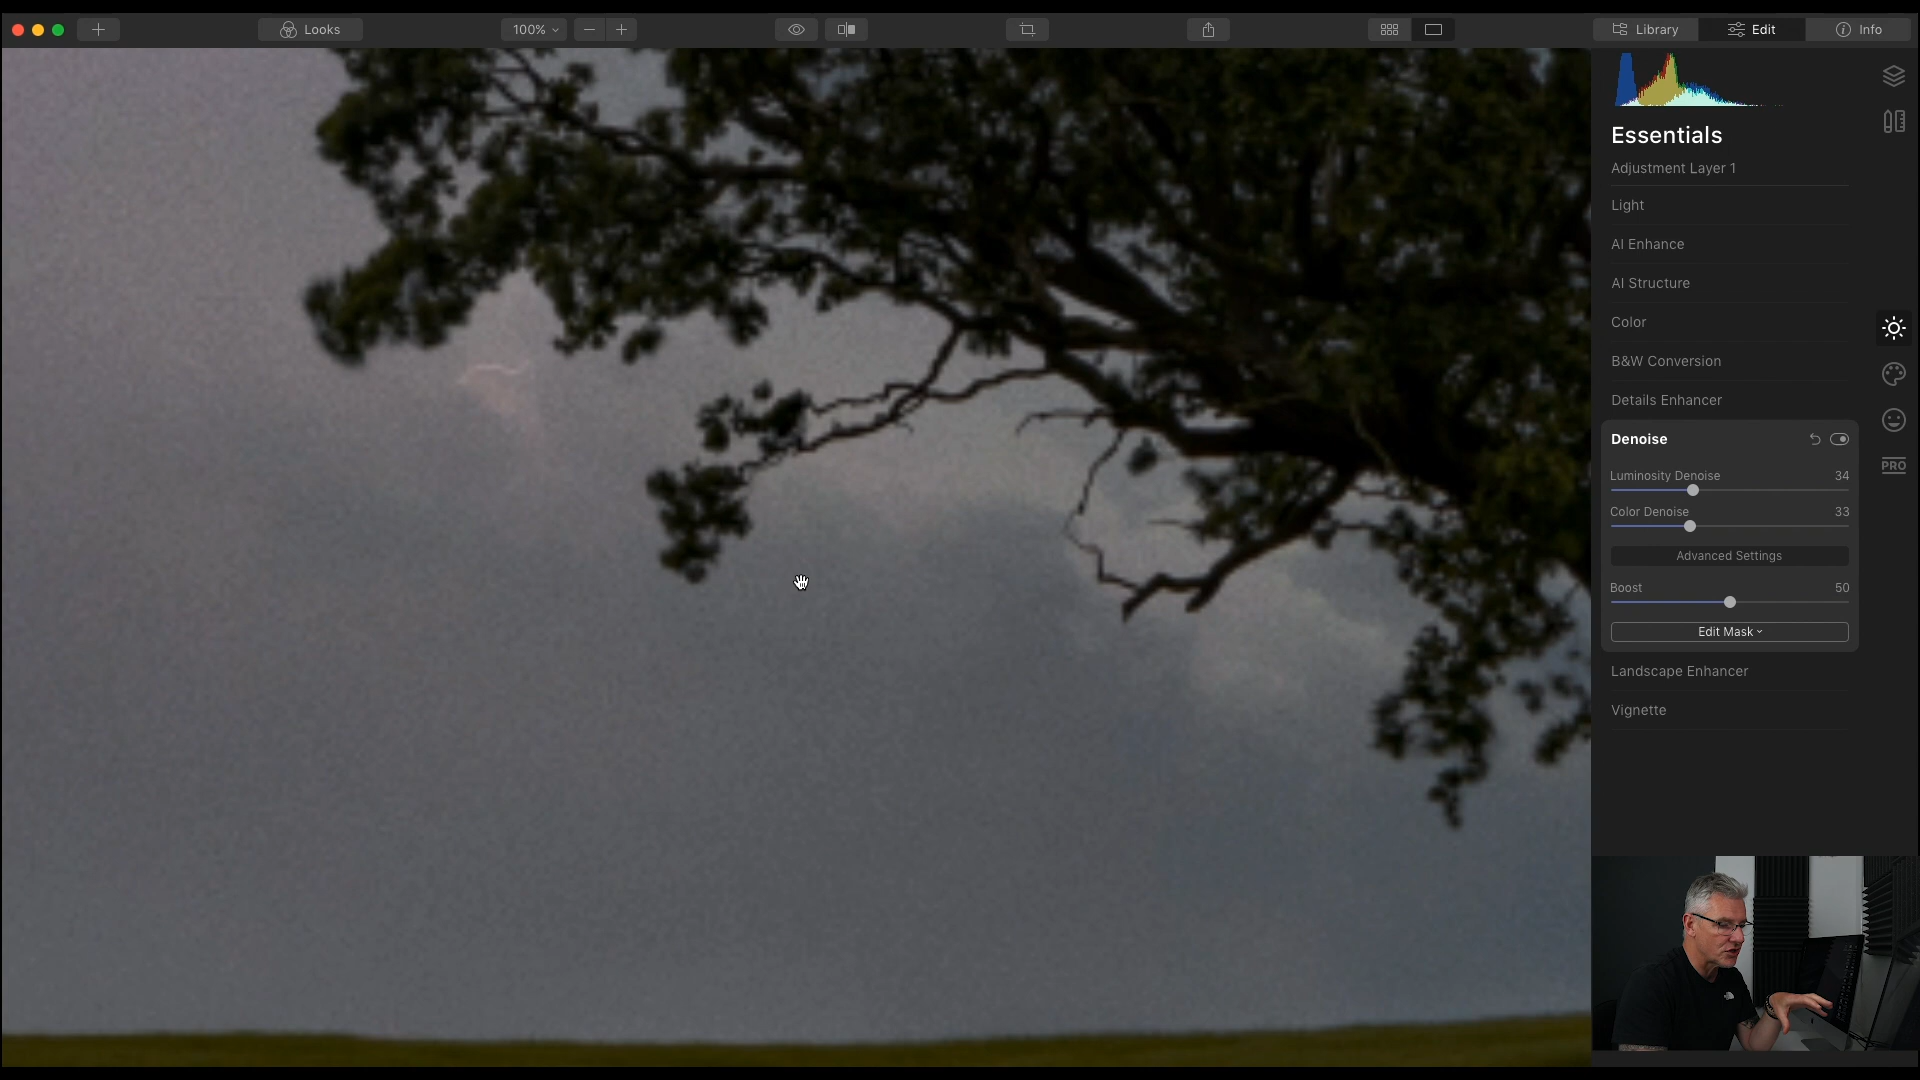 Looks
100%
Library
Edit
Info
Essentials
Adjustment Layer 1
Light
AI Enhance
AI Structure
Color
B&W Conversion
Details Enhancer
Denoise
Luminosity Denoise 34
Color Denoise 33
Advanced Settings
Boost 50
Edit Mask
Landscape Enhancer
Vignette
PRO